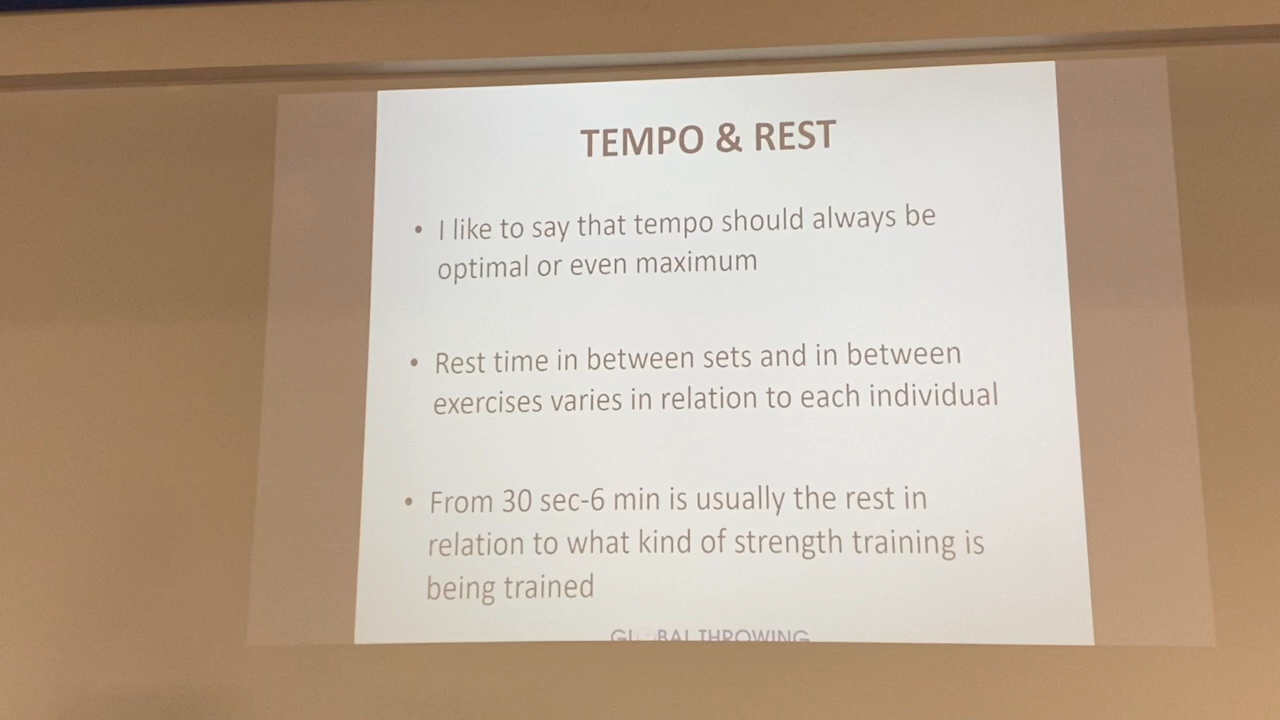 TEMPO & REST
• I like to say that tempo should always be
optimal or even maximum
• Rest time in between sets and in between
exercises varies in relation to each individual
• From 30 sec-6 min is usually the rest in
relation to what kind of strength training is
being trained
GLOBAL THROWING